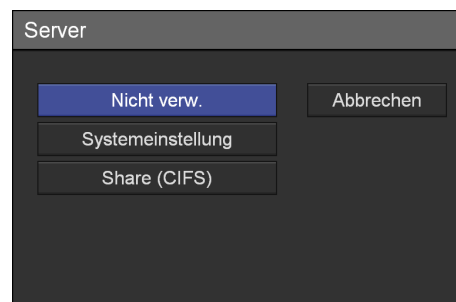 Server
Nicht verw.
Abbrechen
Systemeinstellung
Share (CIFS)